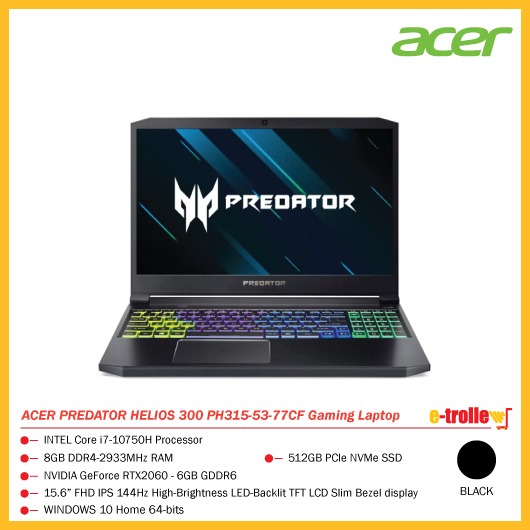 acer
PREDATOR
PREDATOR
ACER PREDATOR HELIOS 300 PH315-53-77CF Gaming Laptop
e-trolle
INTEL Core i7-10750H Processor
8GB DDR4-2933MHz RAM
512GB PCIe NVMe SSD
NVIDIA GeForce RTX2060 - 6GB GDDR6
15.6” FHD IPS 144Hz High-Brightness LED-Backlit TFT LCD Slim Bezel display
WINDOWS 10 Home 64-bits
BLACK